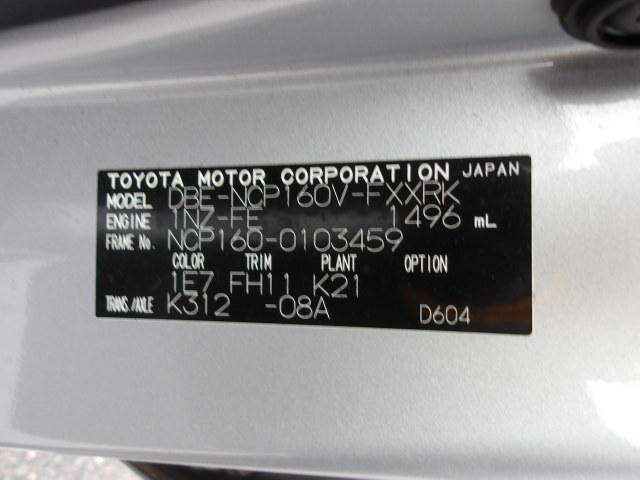 TOYOTA MOTOR CORPORATION JAPAN
MODEL DBE-NCP160V-FXXRK
ENGINE 1NZ-FE 1496 mL
FRAME No. NCP160-0103459
COLOR TRIM PLANT OPTION
1E7 FH11 K21
TRANS./AXLE K312 -08A D604